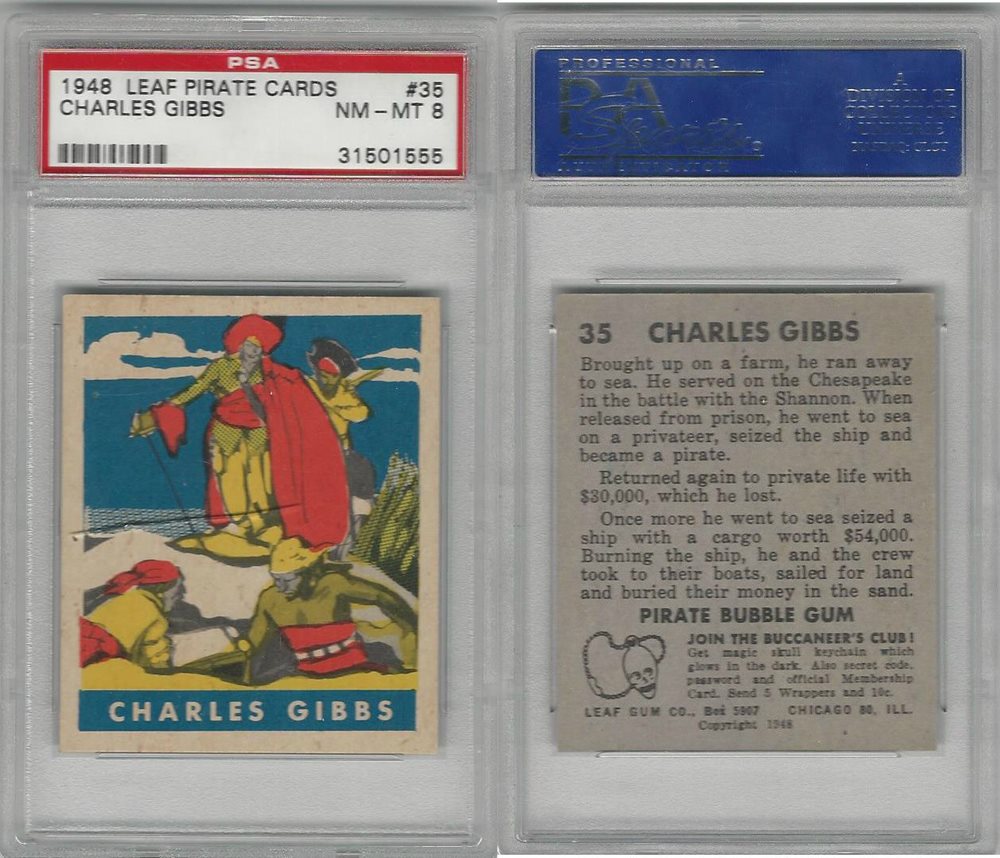 PSA
1948 LEAF PIRATE CARDS #35
CHARLES GIBBS NM-MT 8
31501555
CHARLES GIBBS
PROFESSIONAL
A
DIVISION OF
UNIVERSE
35 CHARLES GIBBS
Brought up on a farm, he ran away
to sea. He served on the Chesapeake
in the battle with the Shannon. When
released from prison, he went to sea
on a privateer, seized the ship and
became a pirate.
Returned again to private life with
$30,000, which he lost.
Once more he went to sea seized a
ship with a cargo worth $54,000.
Burning the ship, he and the crew
took to their boats, sailed for land
and buried their money in the sand.
PIRATE BUBBLE GUM
JOIN THE BUCCANEER'S CLUB!
Get magic skull keychain which
glows in the dark. Also secret code,
password and official Membership
Card. Send 5 Wrappers and 10c.
LEAF GUM CO., Box 5907 CHICAGO 80, ILL.
Copyright 1948